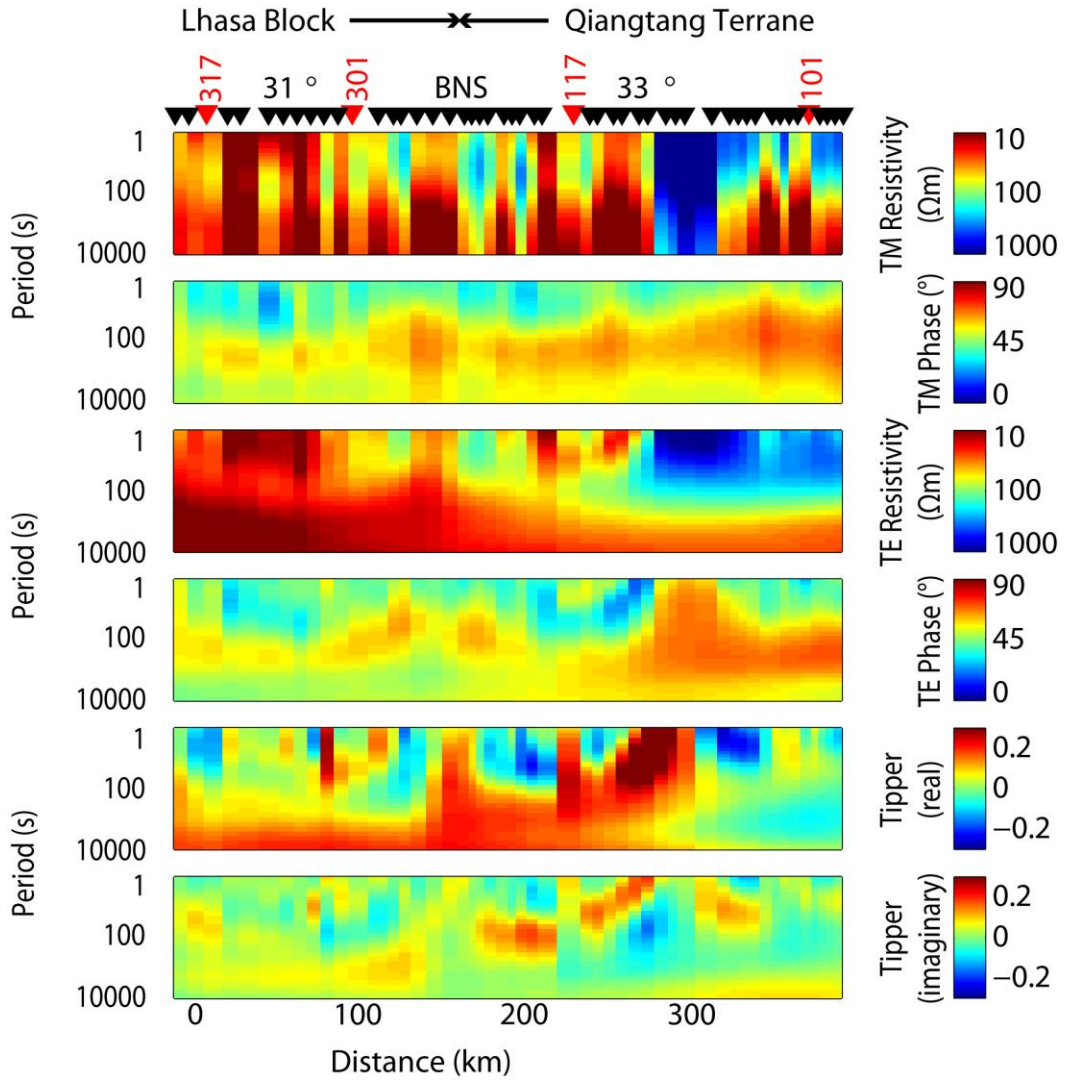 Lhasa Block Qiangtang Terrane
317 31 ° 301 BNS 117 33 ° 101
1
100
10000
TM Resistivity
(Ωm)
10
100
1000
Period (s)
1
100
10000
TM Phase (°)
90
45
0
1
100
10000
TE Resistivity
(Ωm)
10
100
1000
Period (s)
1
100
10000
TE Phase (°)
90
45
0
1
100
10000
Tipper
(real)
0.2
0
−0.2
Period (s)
1
100
10000
Tipper
(imaginary)
0.2
0
−0.2
0 100 200 300
Distance (km)